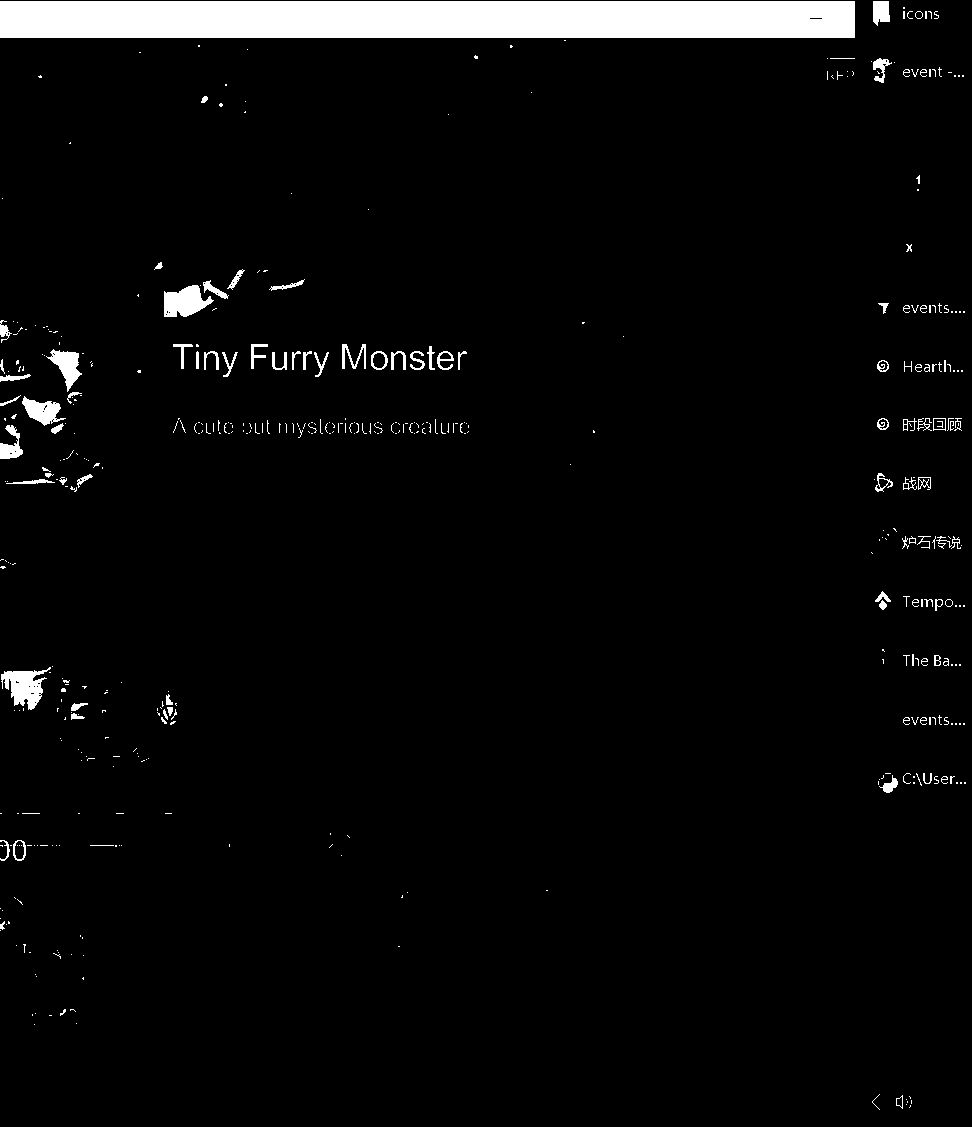 icons
event -...
!
x
Tiny Furry Monster
A cute but mysterious creature
events....
Hearth...
时段回顾
战网
炉石传说
Tempo...
The Ba...
events....
C:\User...
00